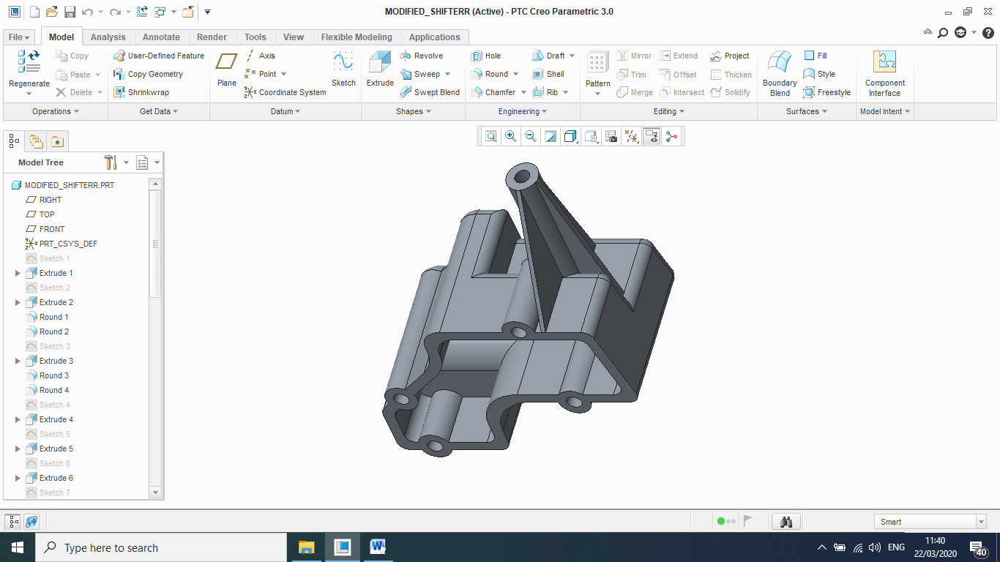 MODIFIED_SHIFTERR (Active) - PTC Creo Parametric 3.0
File Model Analysis Annotate Render Tools View Flexible Modeling Applications
Regenerate
Copy
Paste
Delete
Operations
User-Defined Feature
Copy Geometry
Shrinkwrap
Get Data
Plane
Axis
Point
Coordinate System
Sketch
Datum
Extrude
Revolve
Sweep
Swept Blend
Shapes
Hole
Round
Chamfer
Draft
Shell
Rib
Engineering
Pattern
Mirror
Trim
Merge
Extend
Offset
Intersect
Project
Thicken
Solidify
Editing
Boundary
Blend
Fill
Style
Freestyle
Surfaces
Component
Interface
Model Intent
Model Tree
MODIFIED_SHIFTERR.PRT
RIGHT
TOP
FRONT
PRT_CSYS_DEF
Sketch 1
Extrude 1
Sketch 2
Extrude 2
Round 1
Round 2
Sketch 3
Extrude 3
Round 3
Round 4
Sketch 4
Extrude 4
Sketch 5
Extrude 5
Sketch 6
Extrude 6
Sketch 7
Smart
Type here to search
ENG
11:40
22/03/2020
40